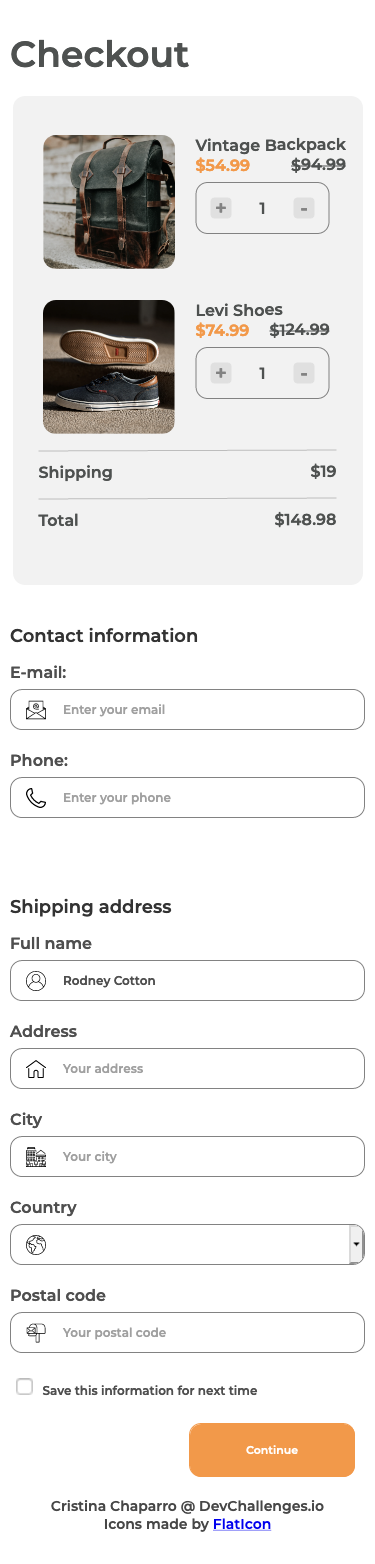 Checkout
Vintage Backpack
$54.99 $94.99
+ 1 -
Levi Shoes
$74.99 $124.99
+ 1 -
Shipping $19
Total $148.98
Contact information
E-mail:
Enter your email
Phone:
Enter your phone
Shipping address
Full name
Rodney Cotton
Address
Your address
City
Your city
Country
Postal code
Your postal code
Save this information for next time
Continue
Cristina Chaparro @ DevChallenges.io
Icons made by FlatIcon